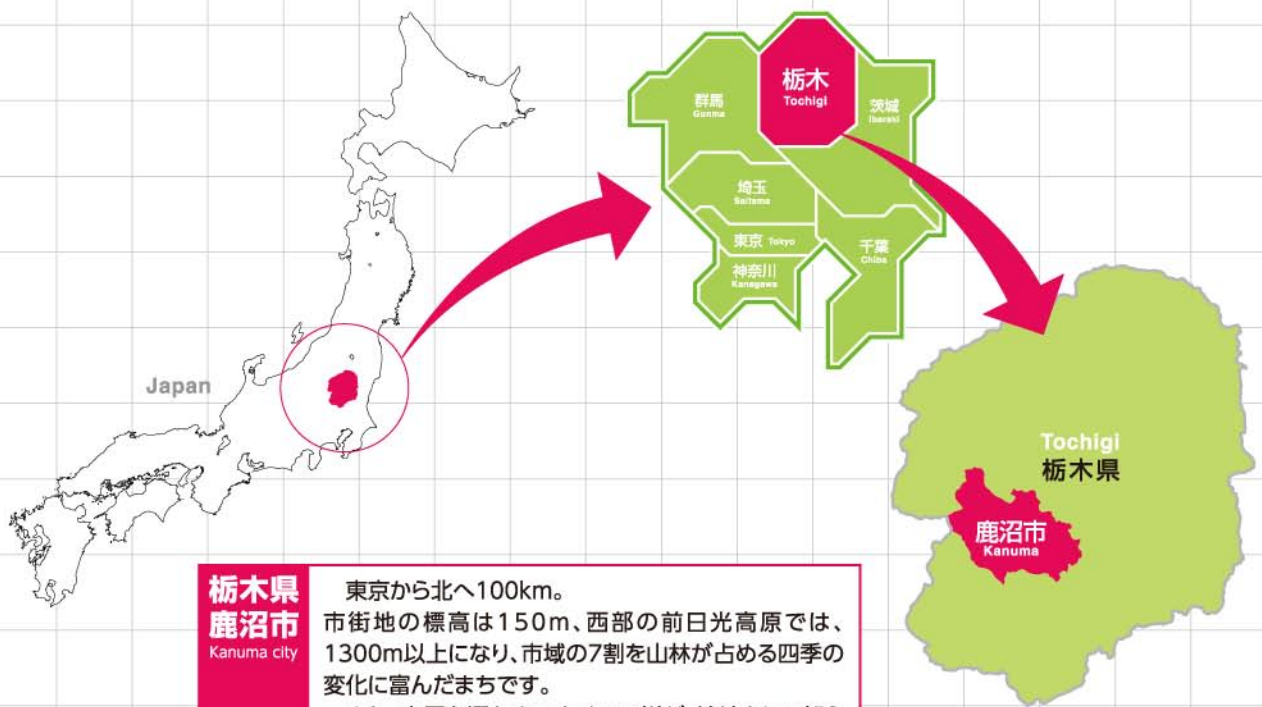 栃木
Tochigi
群馬
Gunma
茨城
Ibaraki
埼玉
Saitama
東京 Tokyo
千葉
Chiba
神奈川
Kanagawa
Japan
Tochigi
栃木県
鹿沼市
Kanuma
栃木県
鹿沼市
Kanuma city
東京から北へ100km。
市街地の標高は150m、西部の前日光高原では、
1300m以上になり、市域の7割を山林が占める四季の
変化に富んだまちです。